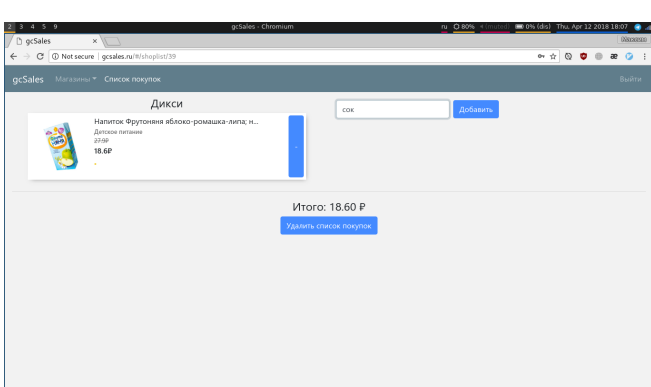 2 3 4 5 9 gcSales - Chromium ru 80% (muted) 0% (dis) Thu, Apr 12 2018 18:07
gcSales
Not secure | gcsales.ru/#/shoplist/39
gcSales Магазины Список покупок Выйти
Дикси
сок Добавить
Напиток Фрутоняня яблоко-ромашка-липа; н...
Детское питание
27.9₽
18.6₽
-
-
Итого: 18.60 ₽
Удалить список покупок